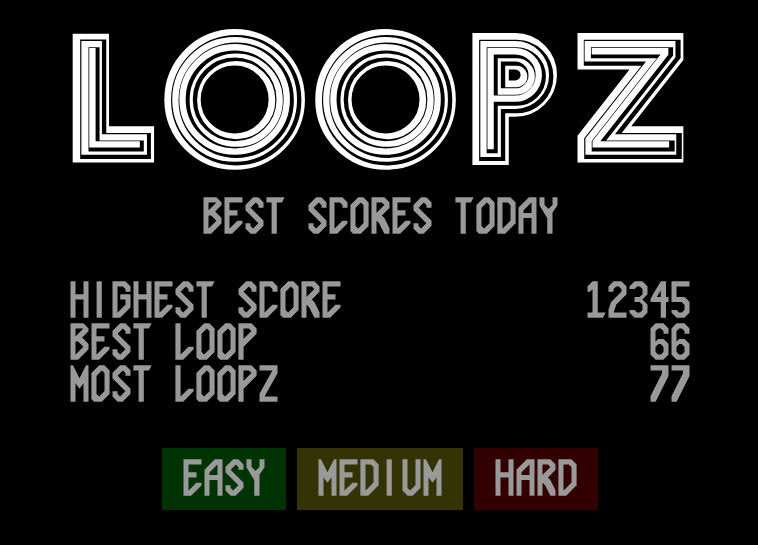 LOOPZ
BEST SCORES TODAY
HIGHEST SCORE 12345
BEST LOOP 66
MOST LOOPZ 77
EASY MEDIUM HARD